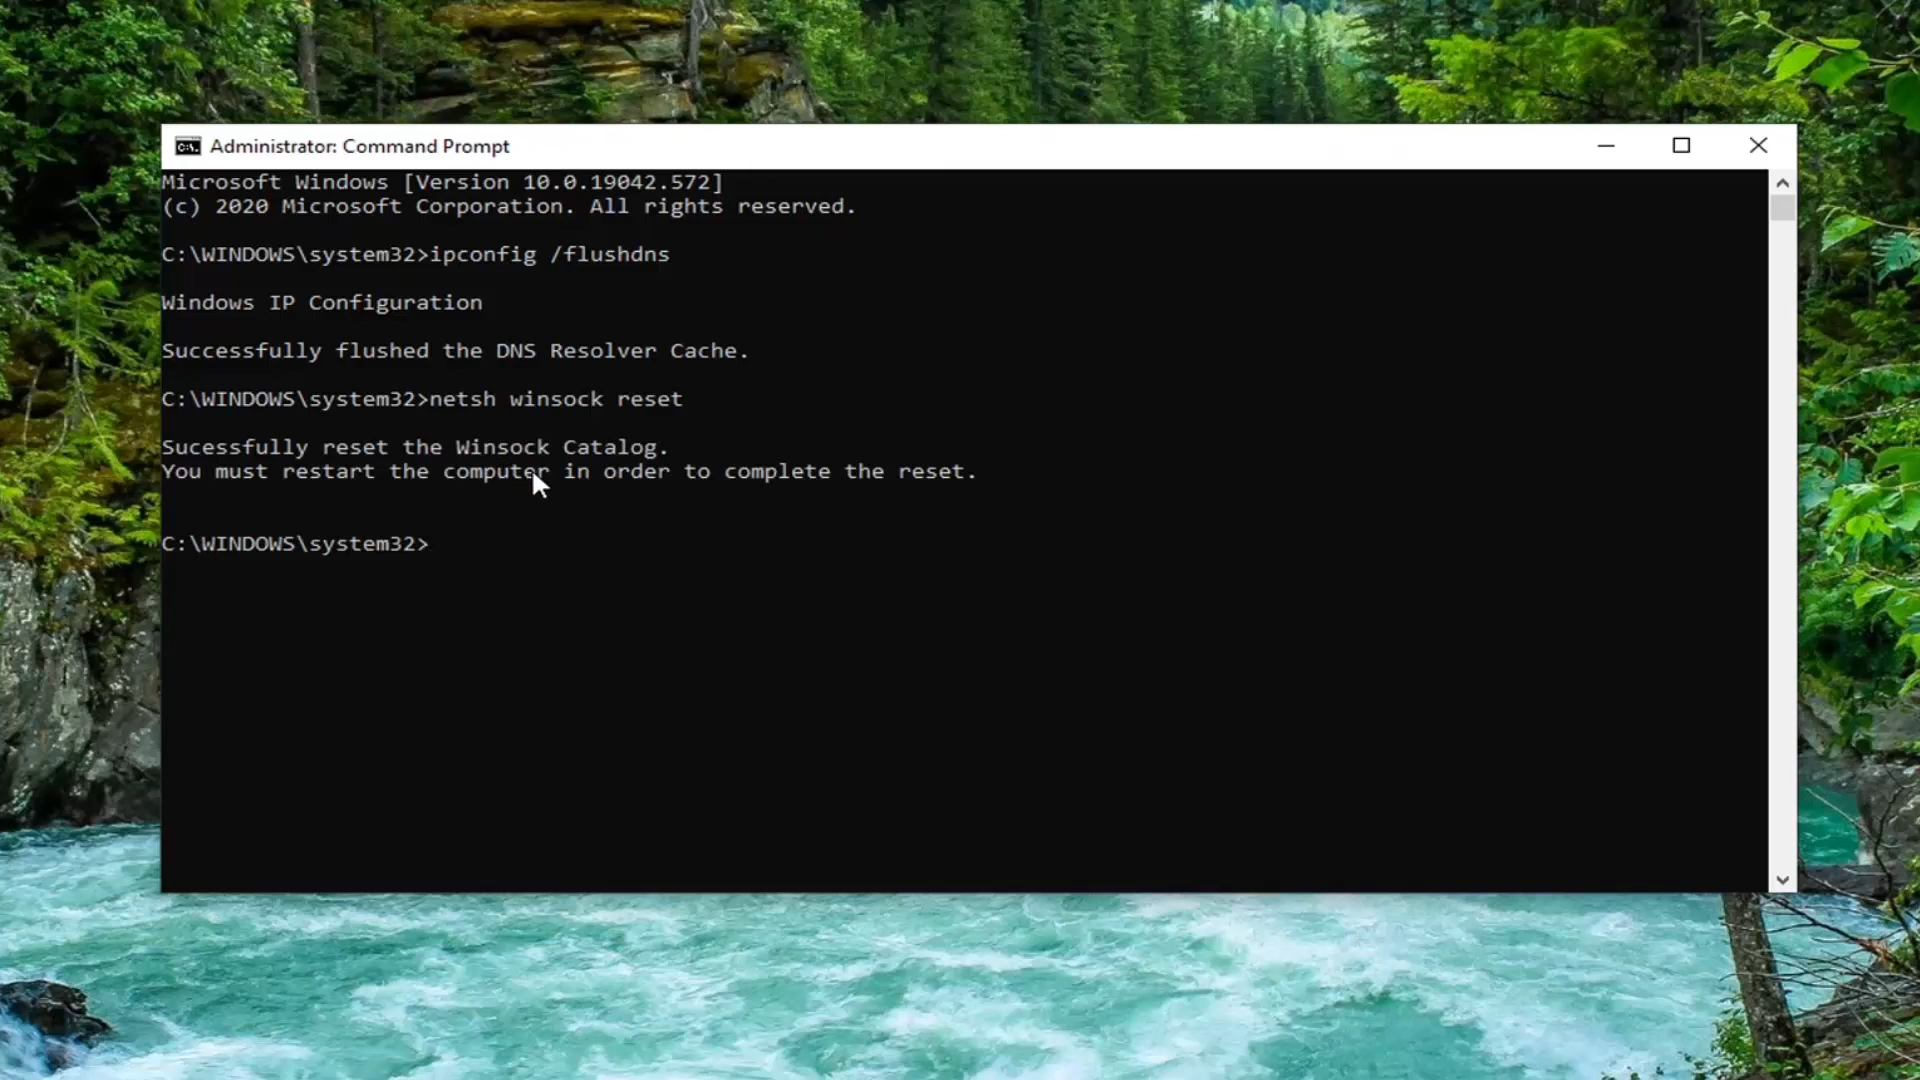 Administrator: Command Prompt
Microsoft Windows [Version 10.0.19042.572]
(c) 2020 Microsoft Corporation. All rights reserved.
C:\WINDOWS\system32>ipconfig /flushdns
Windows IP Configuration
Successfully flushed the DNS Resolver Cache.
C:\WINDOWS\system32>netsh winsock reset
Sucessfully reset the Winsock Catalog.
You must restart the computer in order to complete the reset.
C:\WINDOWS\system32>